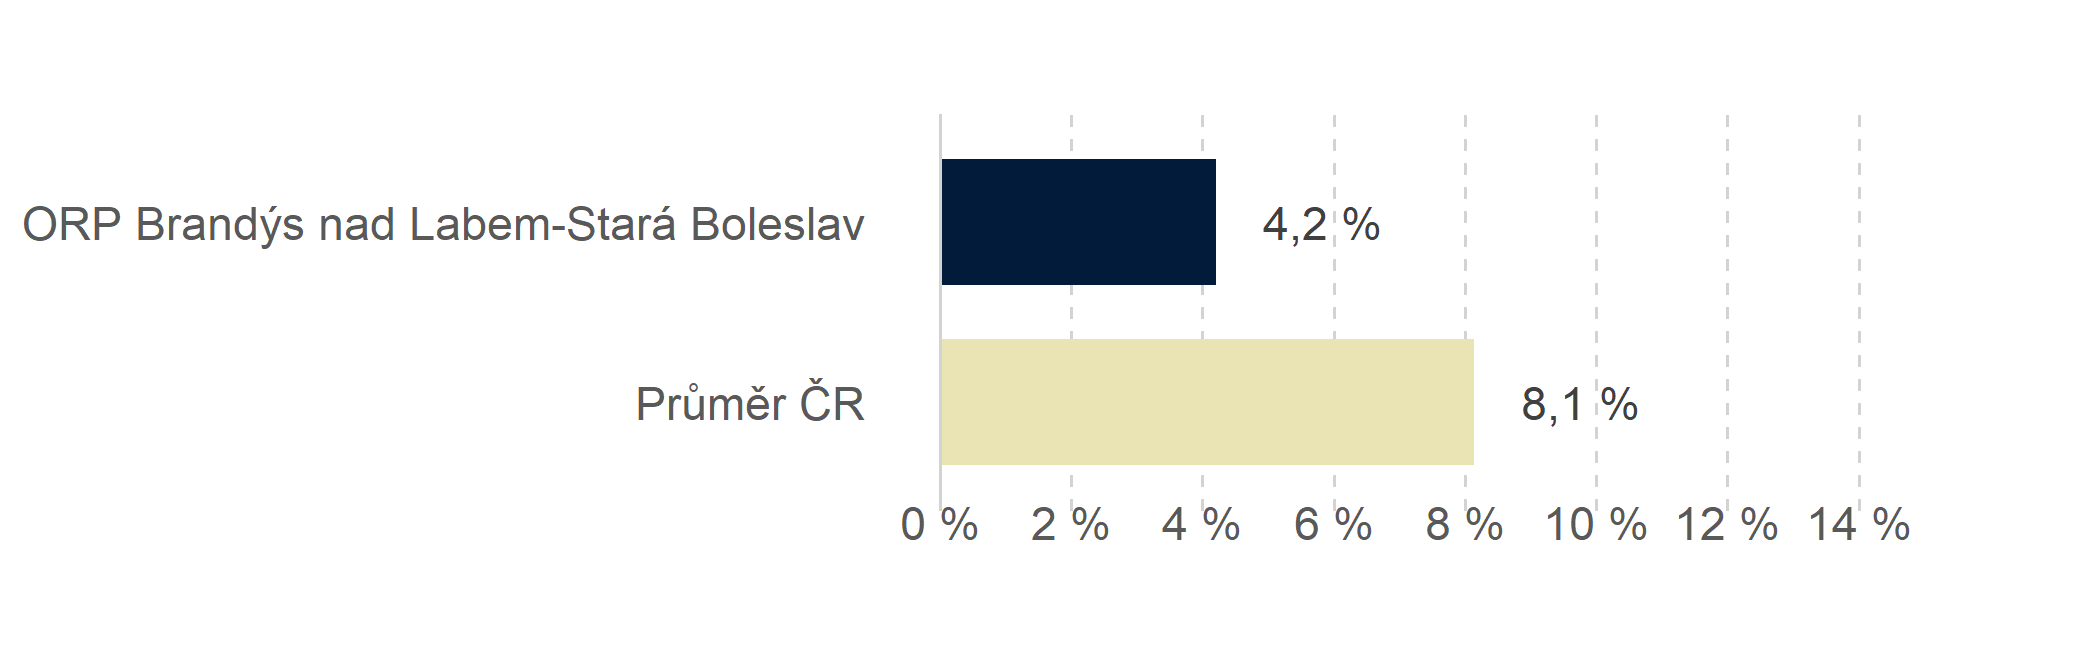 ORP Brandýs nad Labem-Stará Boleslav
4,2 %
Průměr ČR
8,1 %
0 % 2 % 4 % 6 % 8 % 10 % 12 % 14 %